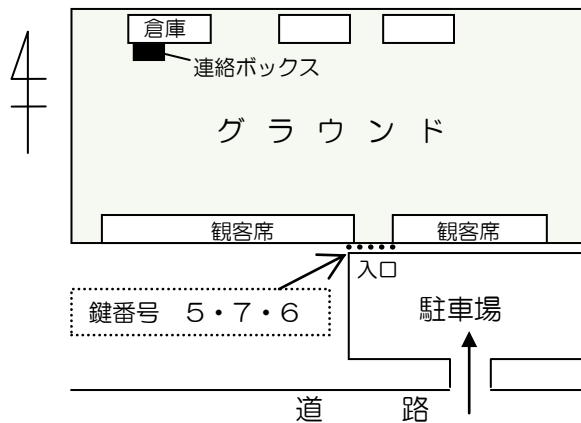 倉庫
連絡ボックス
グラウンド
観客席
観客席
入口
鍵番号 5・7・6
駐車場
道路